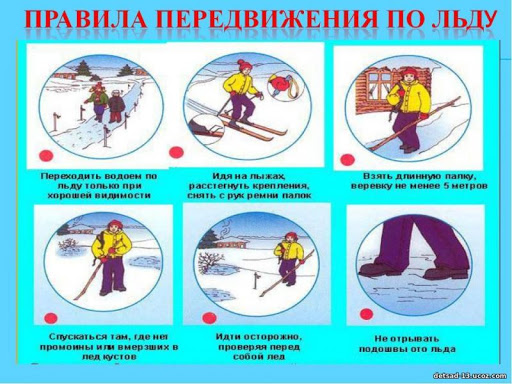 ПРАВИЛА ПЕРЕДВИЖЕНИЯ ПО ЛЬДУ
Переходить водоем по
льду только при
хорошей видимости
Идя на лыжах,
расстегнуть крепления,
снять с рук ремни палок
Взять длинную палку,
веревку не менее 5 метров
Спускаться там, где нет
промоины или вмерзших в
лед кустов
Идти осторожно,
проверяя перед
собой лед
Не отрывать
подошвы ото льда
detsad-13.ucoz.com